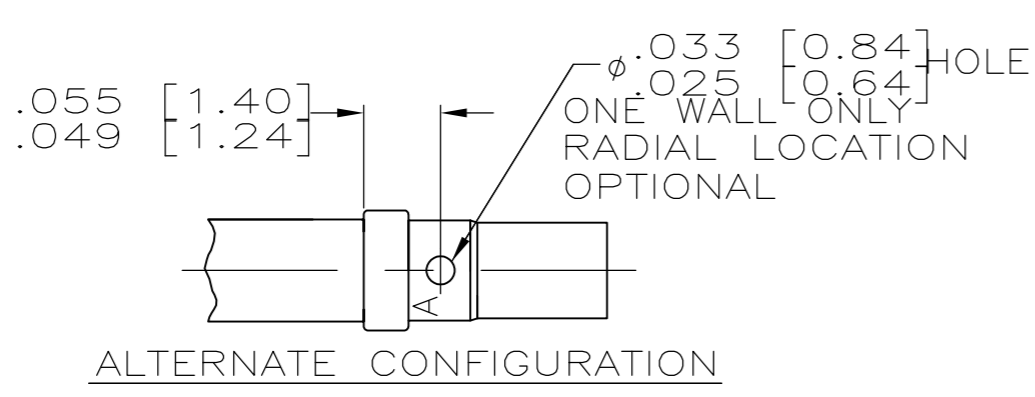 .055 [1.40]
.049 [1.24]
⌀ .033 [0.84] HOLE
.025 [0.64]
ONE WALL ONLY
RADIAL LOCATION
OPTIONAL
A
ALTERNATE CONFIGURATION